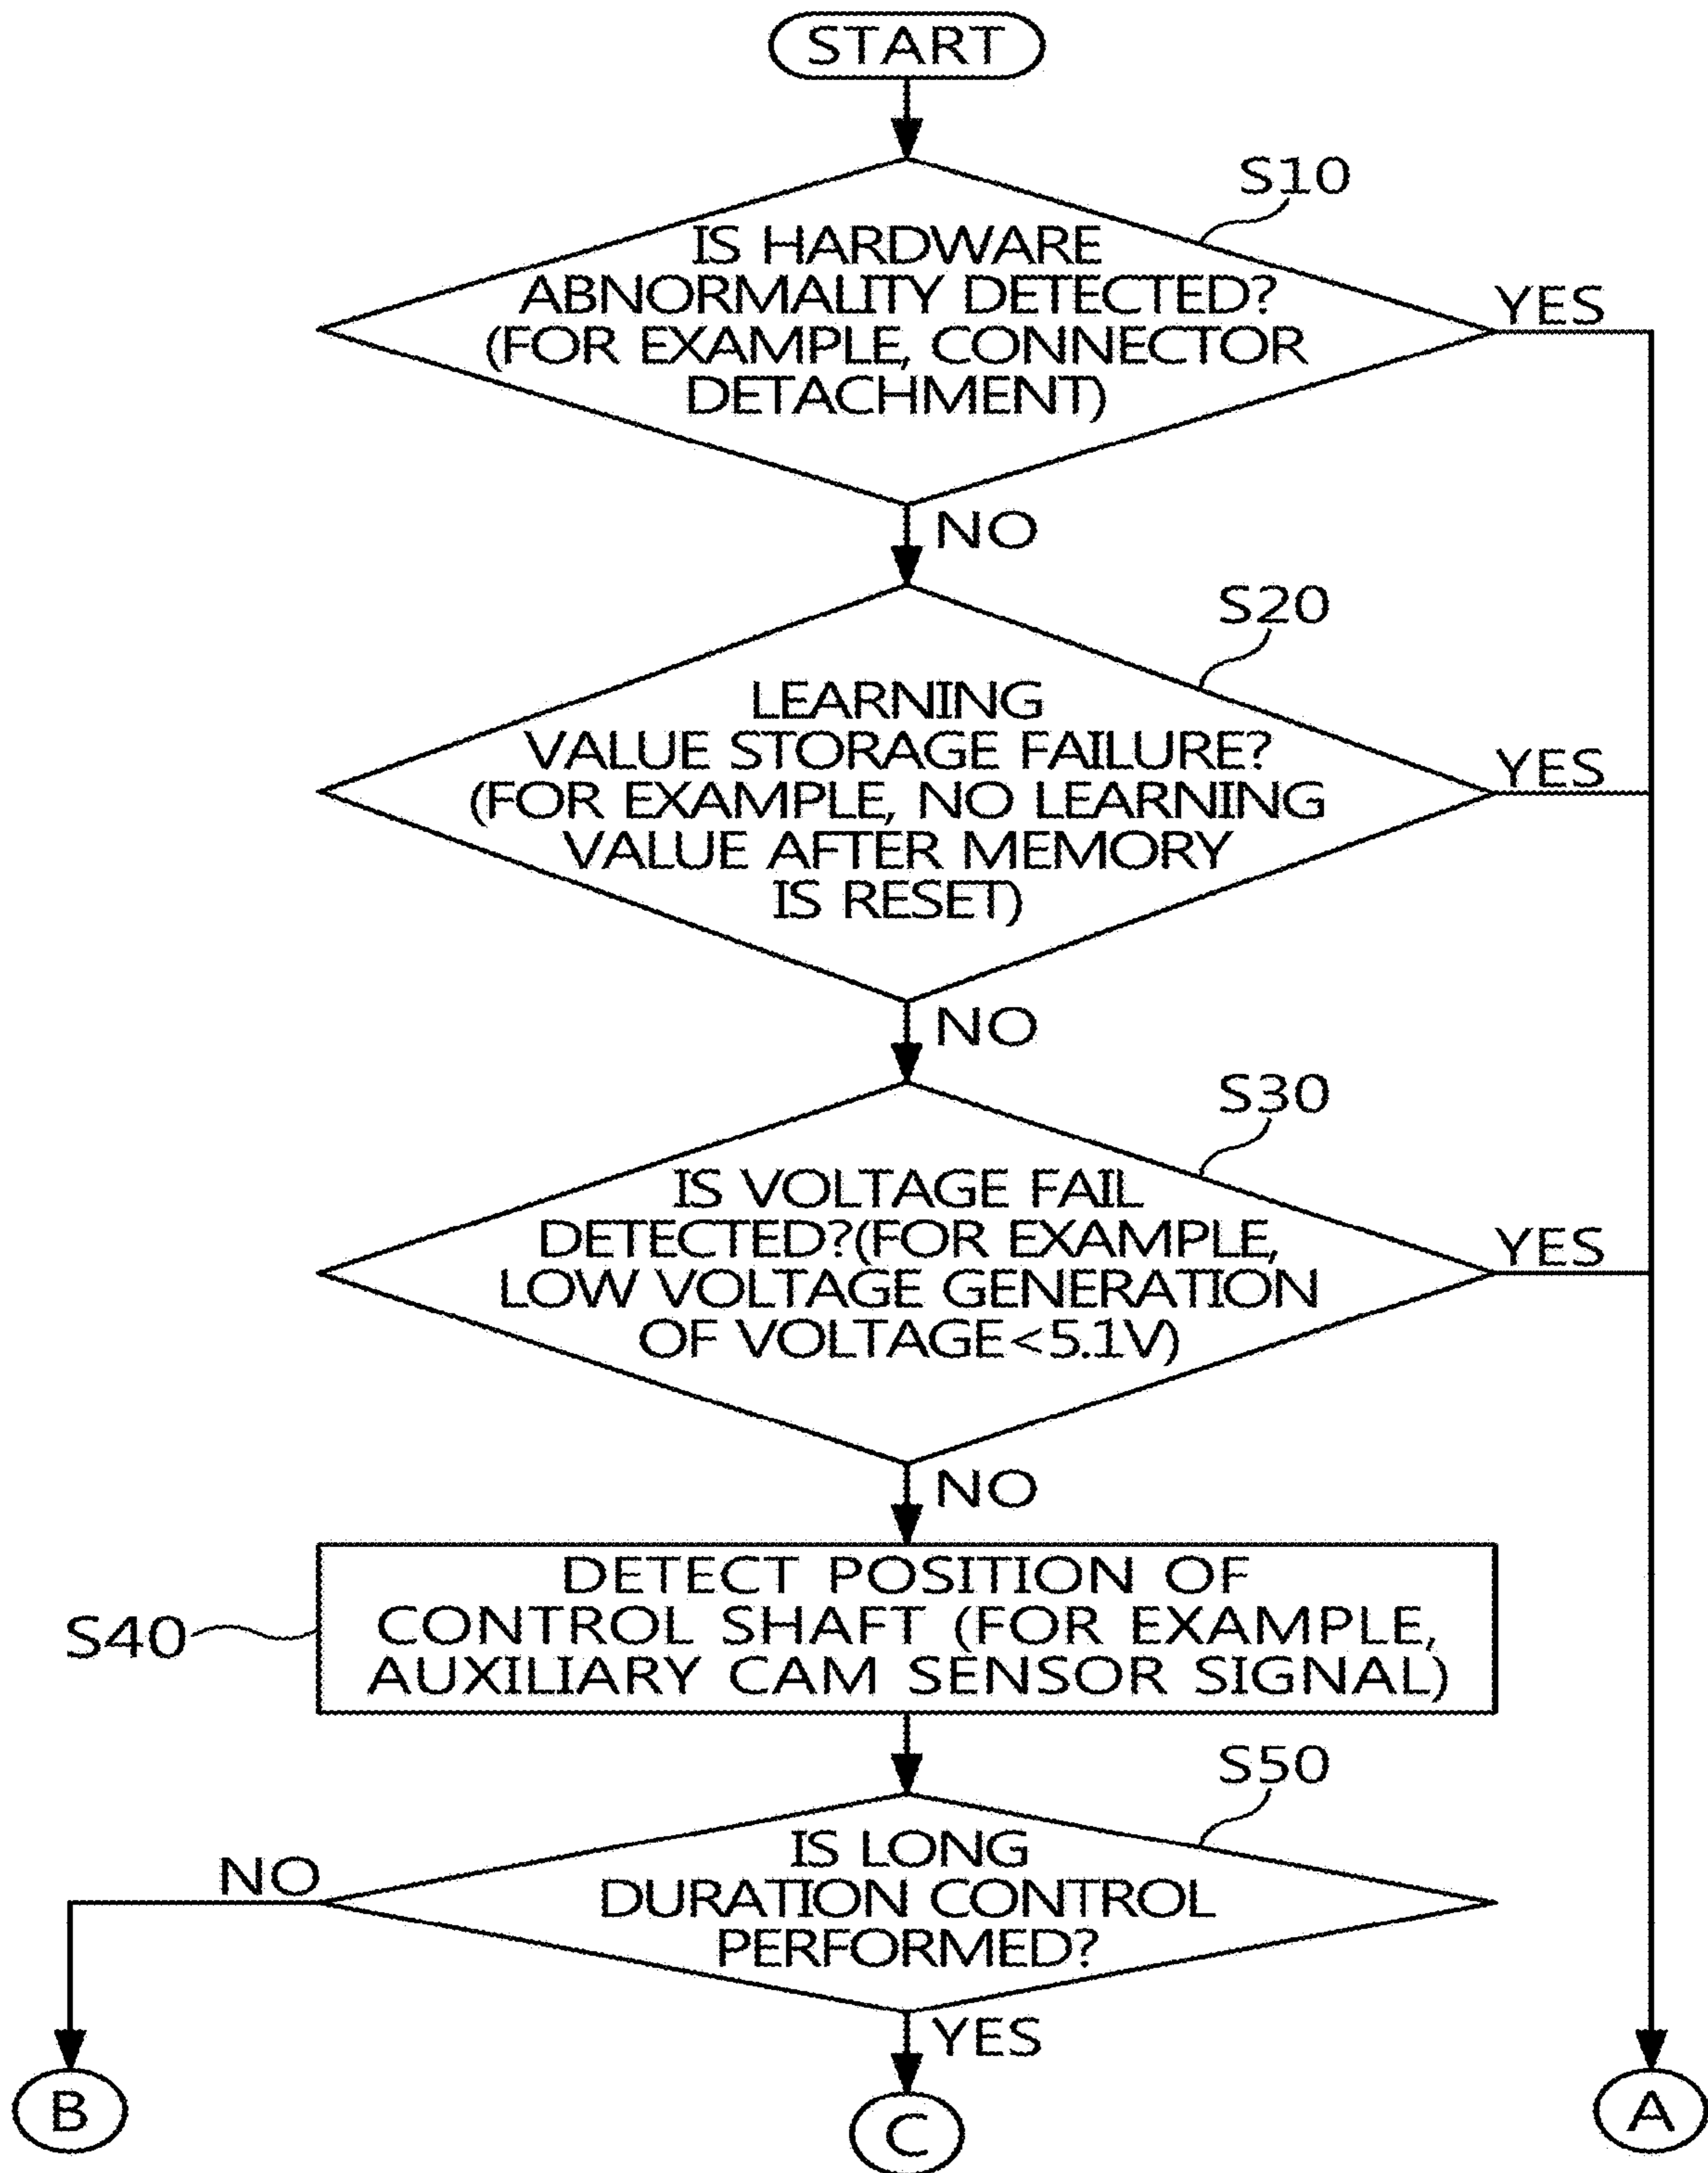 START
S10
IS HARDWARE
ABNORMALITY DETECTED?
(FOR EXAMPLE, CONNECTOR
DETACHMENT)
YES
NO
S20
LEARNING
VALUE STORAGE FAILURE?
(FOR EXAMPLE, NO LEARNING
VALUE AFTER MEMORY
IS RESET)
YES
NO
S30
IS VOLTAGE FAIL
DETECTED?(FOR EXAMPLE,
LOW VOLTAGE GENERATION
OF VOLTAGE<5.1V)
YES
NO
S40
DETECT POSITION OF
CONTROL SHAFT (FOR EXAMPLE,
AUXILIARY CAM SENSOR SIGNAL)
S50
IS LONG
DURATION CONTROL
PERFORMED?
NO
YES
B
C
A